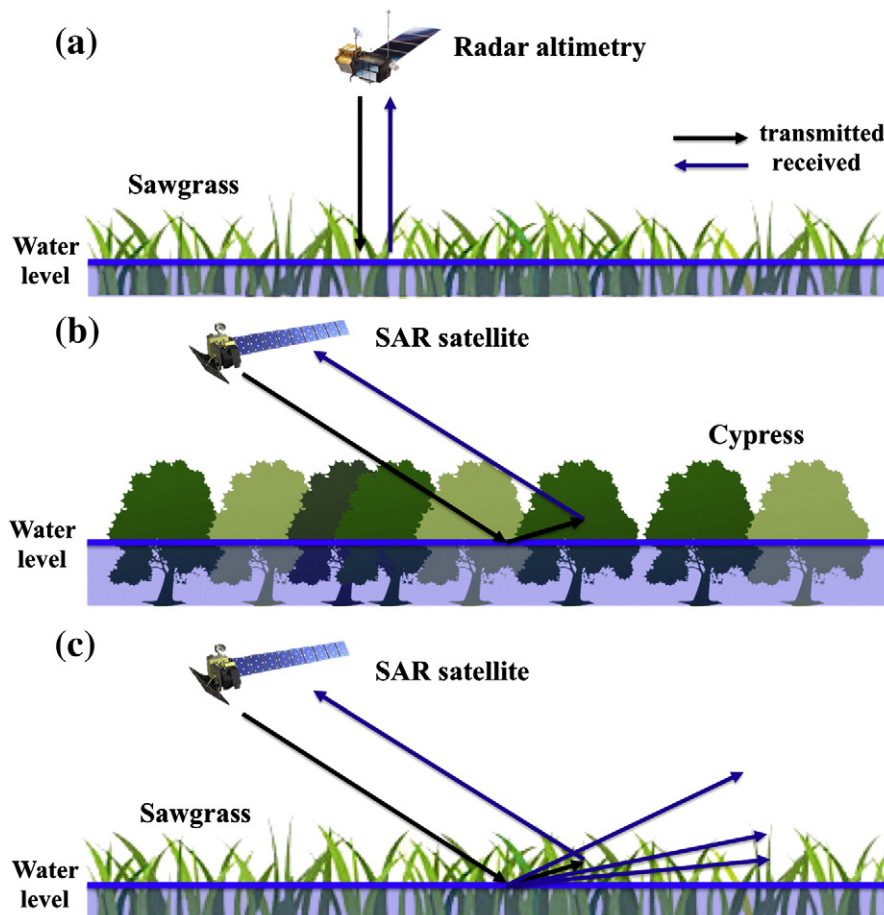 (a)
Radar altimetry
transmitted
received
Sawgrass
Water
level
(b)
SAR satellite
Cypress
Water
level
(c)
SAR satellite
Sawgrass
Water
level